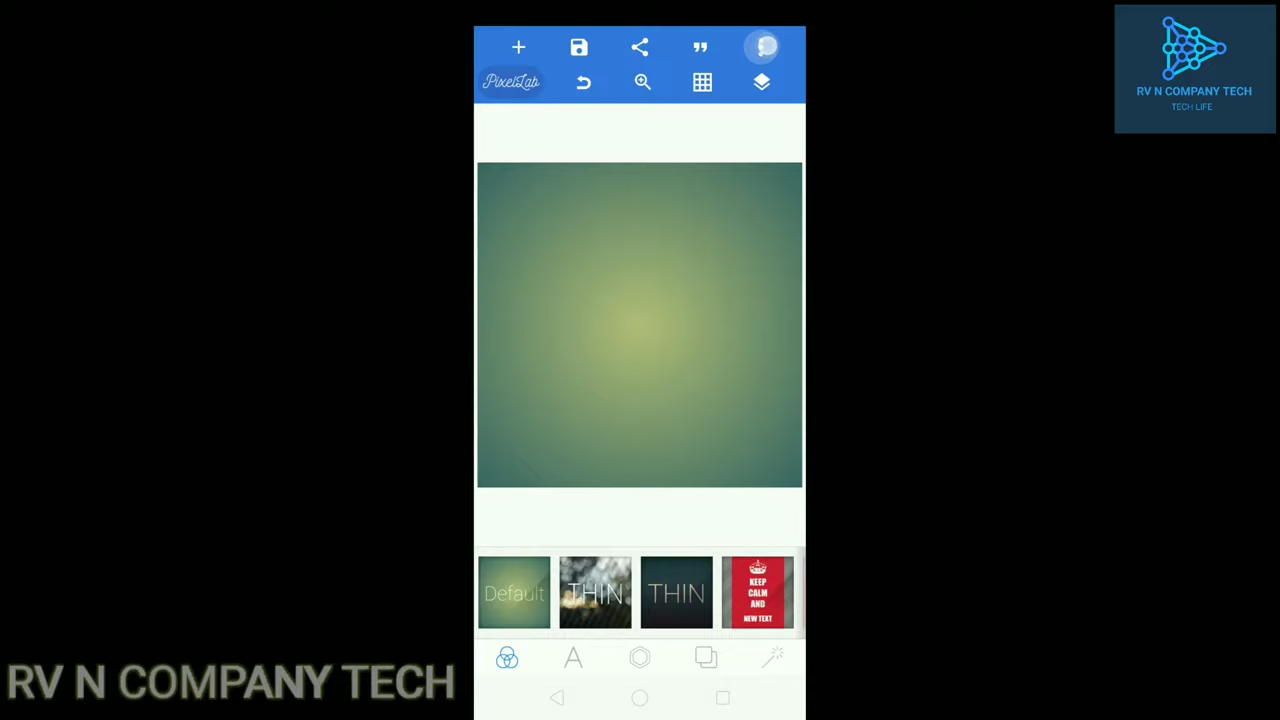 PixelLab
RV N COMPANY TECH
TECH LIFE
Default
THIN
THIN
KEEP
CALM
AND
NEW TEXT
RV N COMPANY TECH